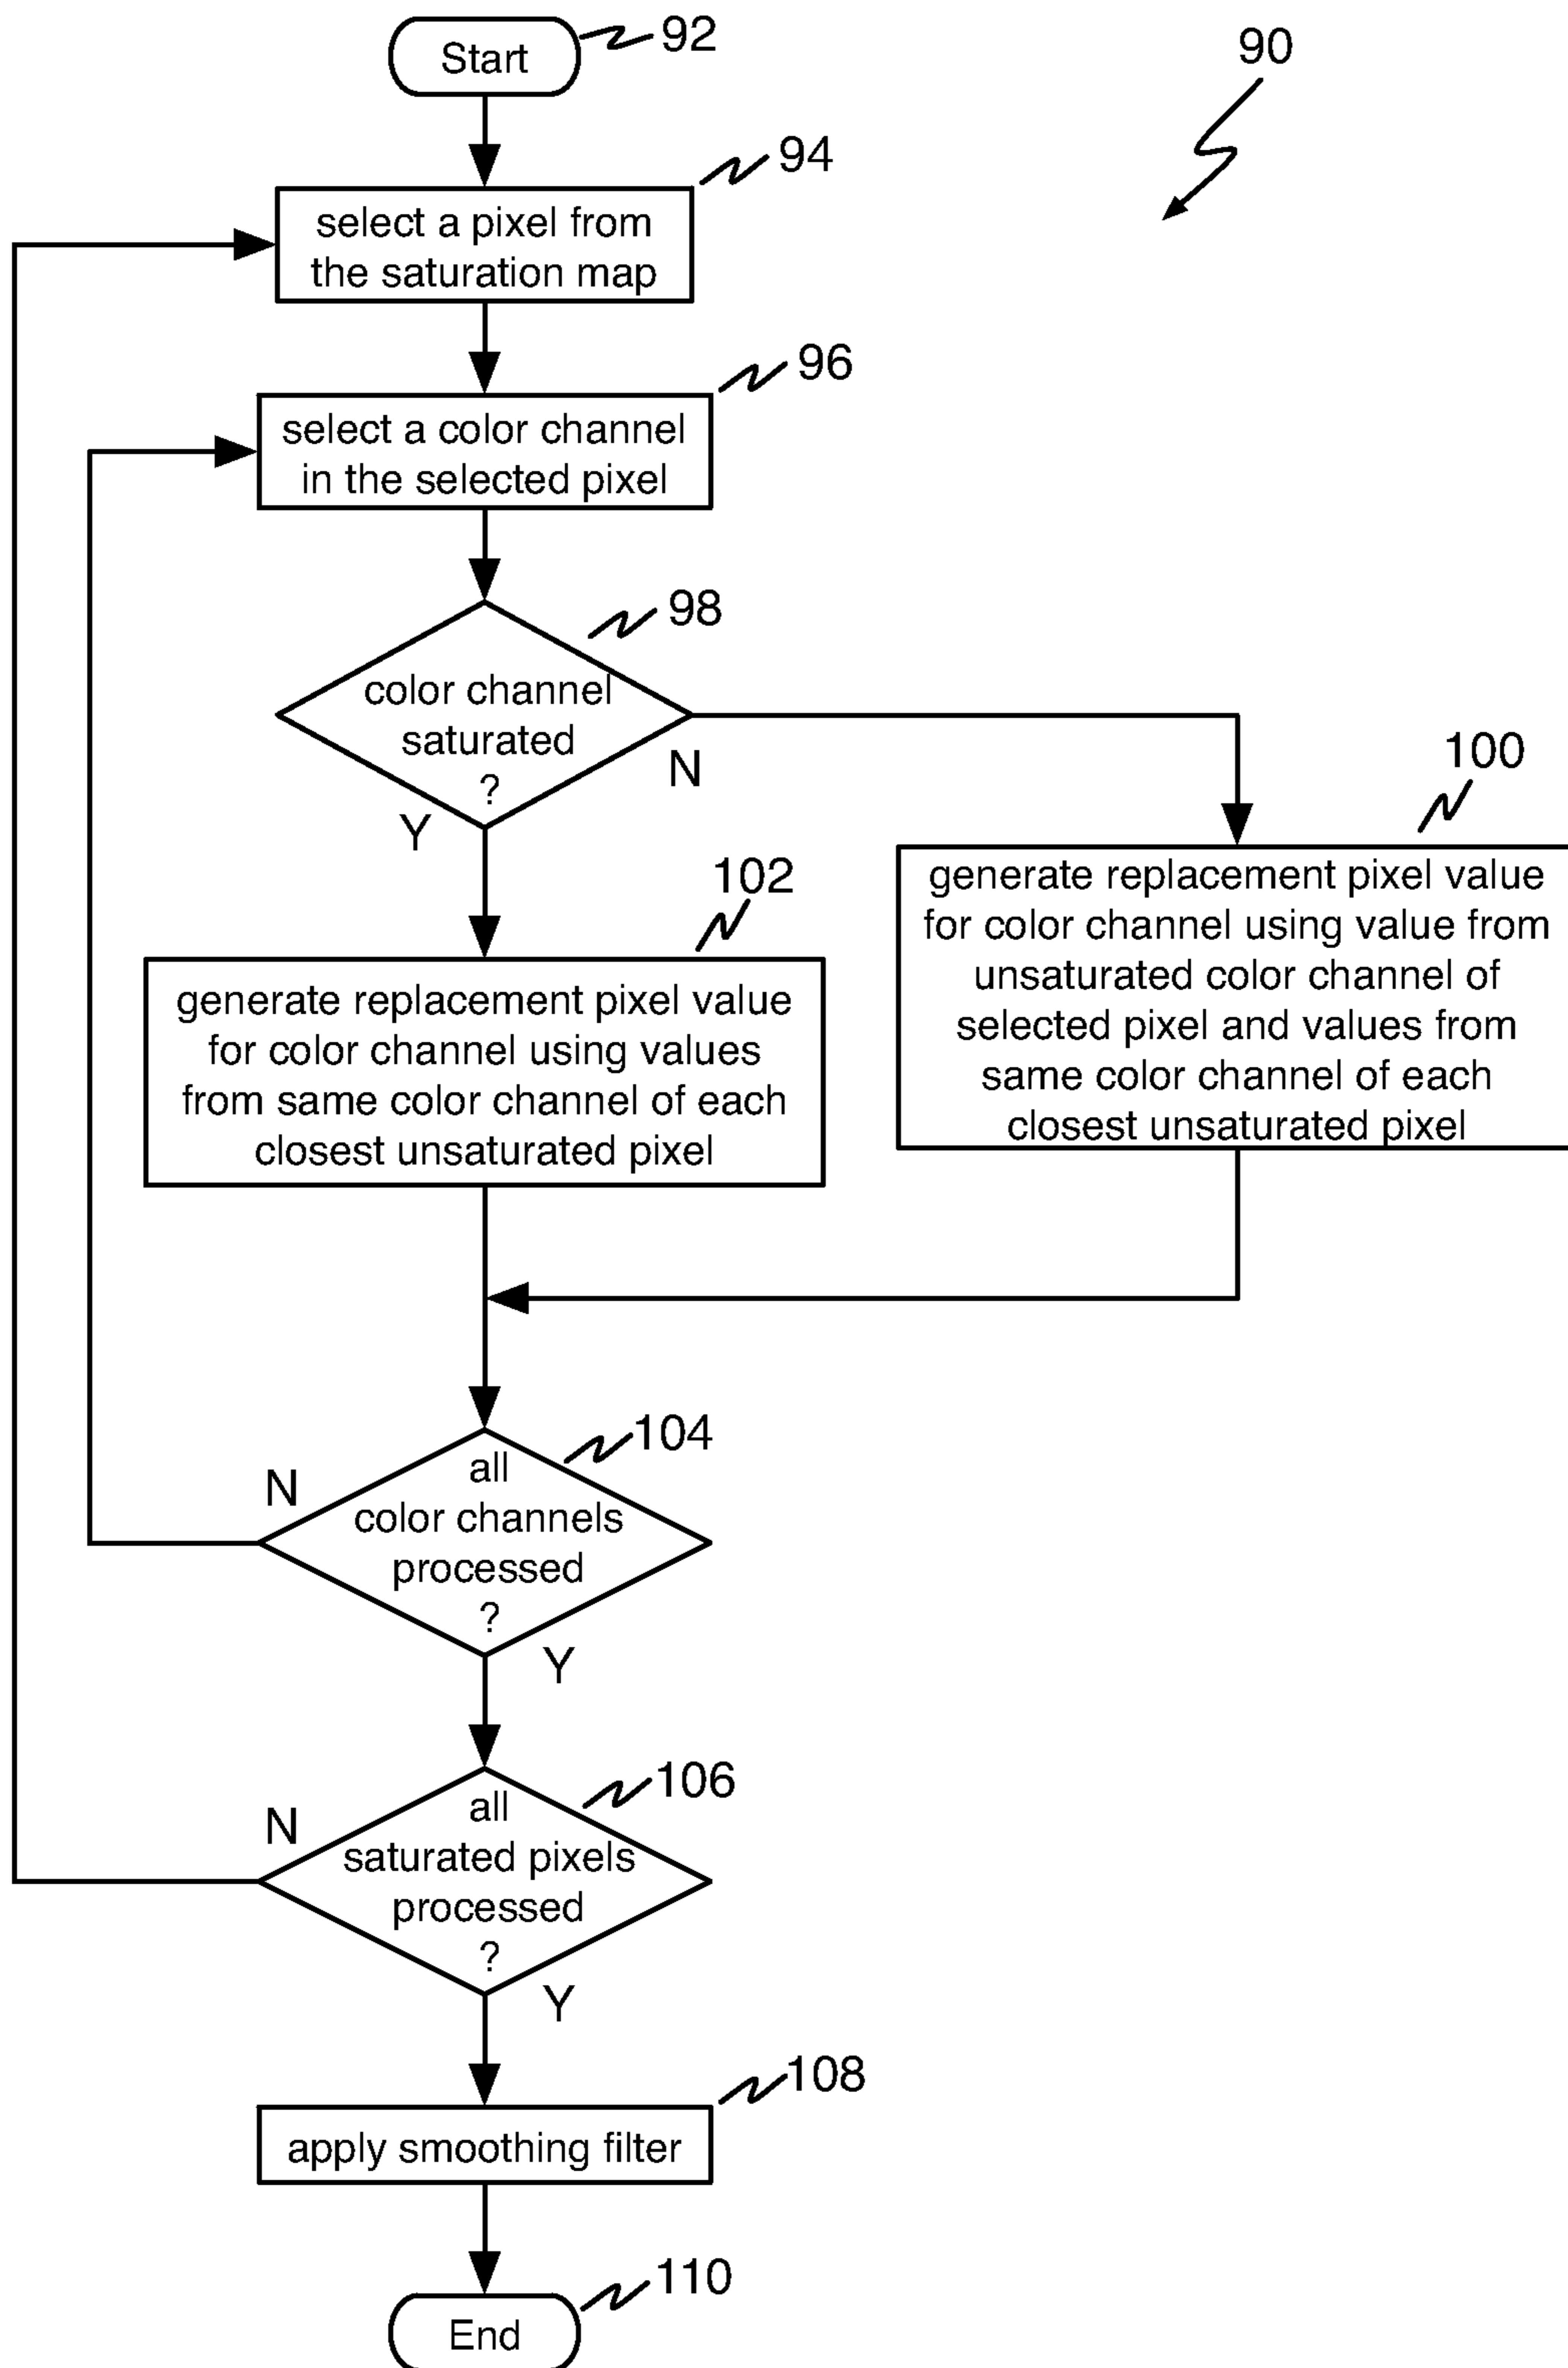 Start
92
90
94
select a pixel from
the saturation map
96
select a color channel
in the selected pixel
98
color channel
saturated
?
N
Y
100
generate replacement pixel value
for color channel using value from
unsaturated color channel of
selected pixel and values from
same color channel of each
closest unsaturated pixel
102
generate replacement pixel value
for color channel using values
from same color channel of each
closest unsaturated pixel
104
all
color channels
processed
?
N
Y
106
all
saturated pixels
processed
?
N
Y
108
apply smoothing filter
110
End